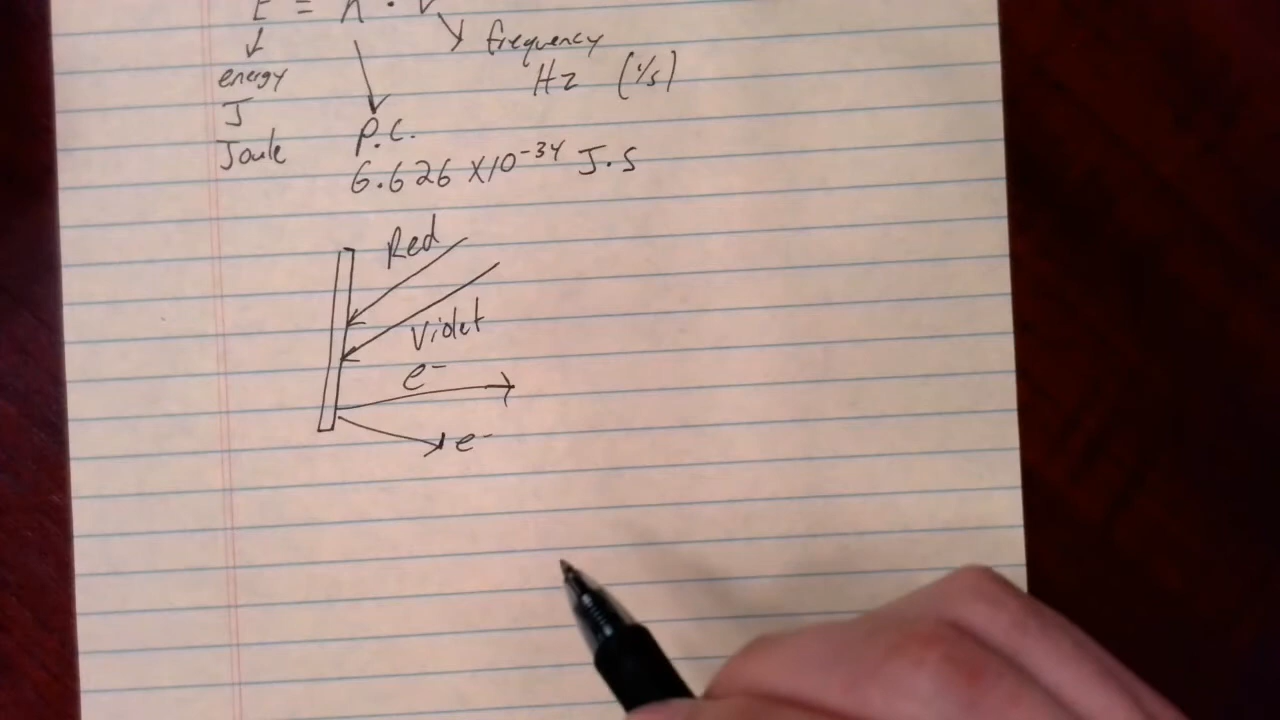 E = h · ν
frequency
energy
Hz (1/s)
J
P.C.
Joule
6.626 x10-34 J.s
Red
Violet
e-
e-